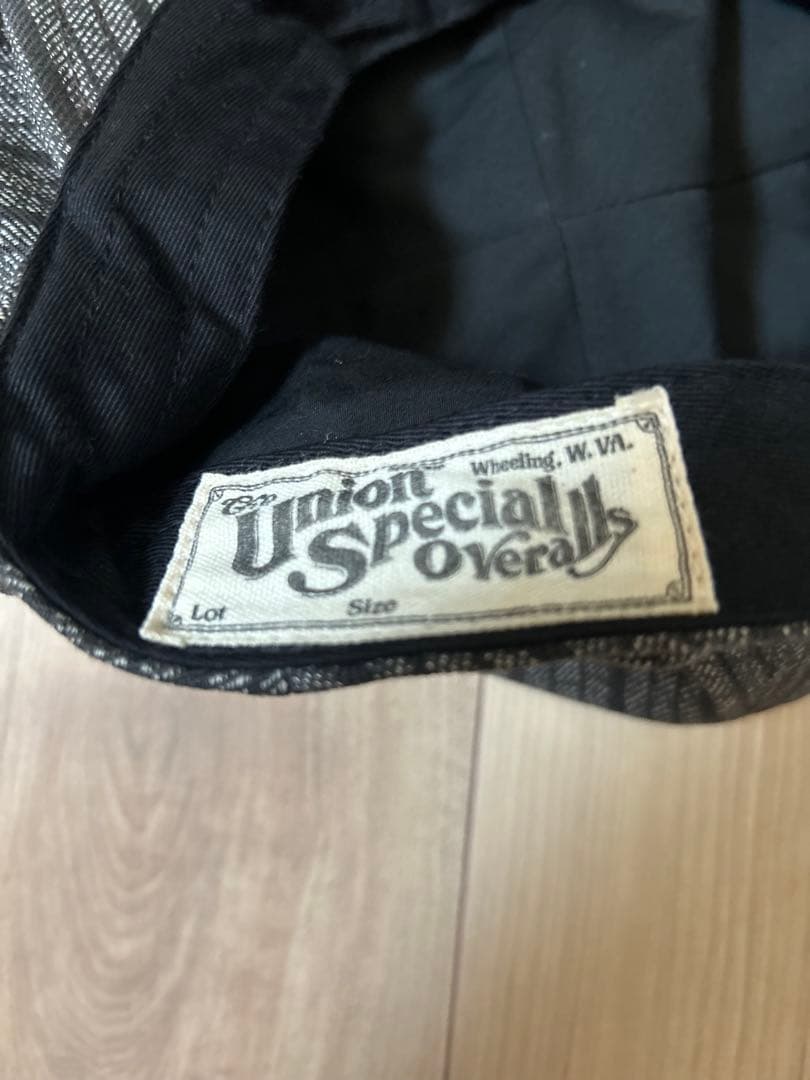 The
Union
Special
Overalls
Wheeling, W. VA.
Lot
Size